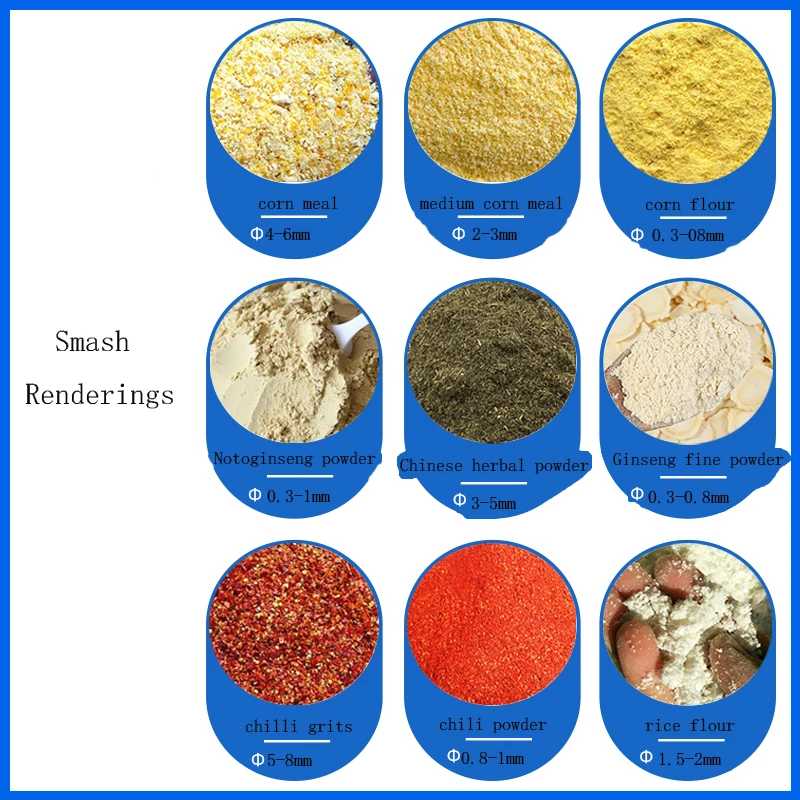 corn meal
Φ4-6mm
medium corn meal
Φ 2-3mm
corn flour
Φ 0.3-08mm
Smash
Renderings
Notoginseng powder
Φ 0.3-1mm
Chinese herbal powder
Φ 3-5mm
Ginseng fine powder
Φ 0.3-0.8mm
chilli grits
Φ5-8mm
chili powder
Φ0.8-1mm
rice flour
Φ 1.5-2mm